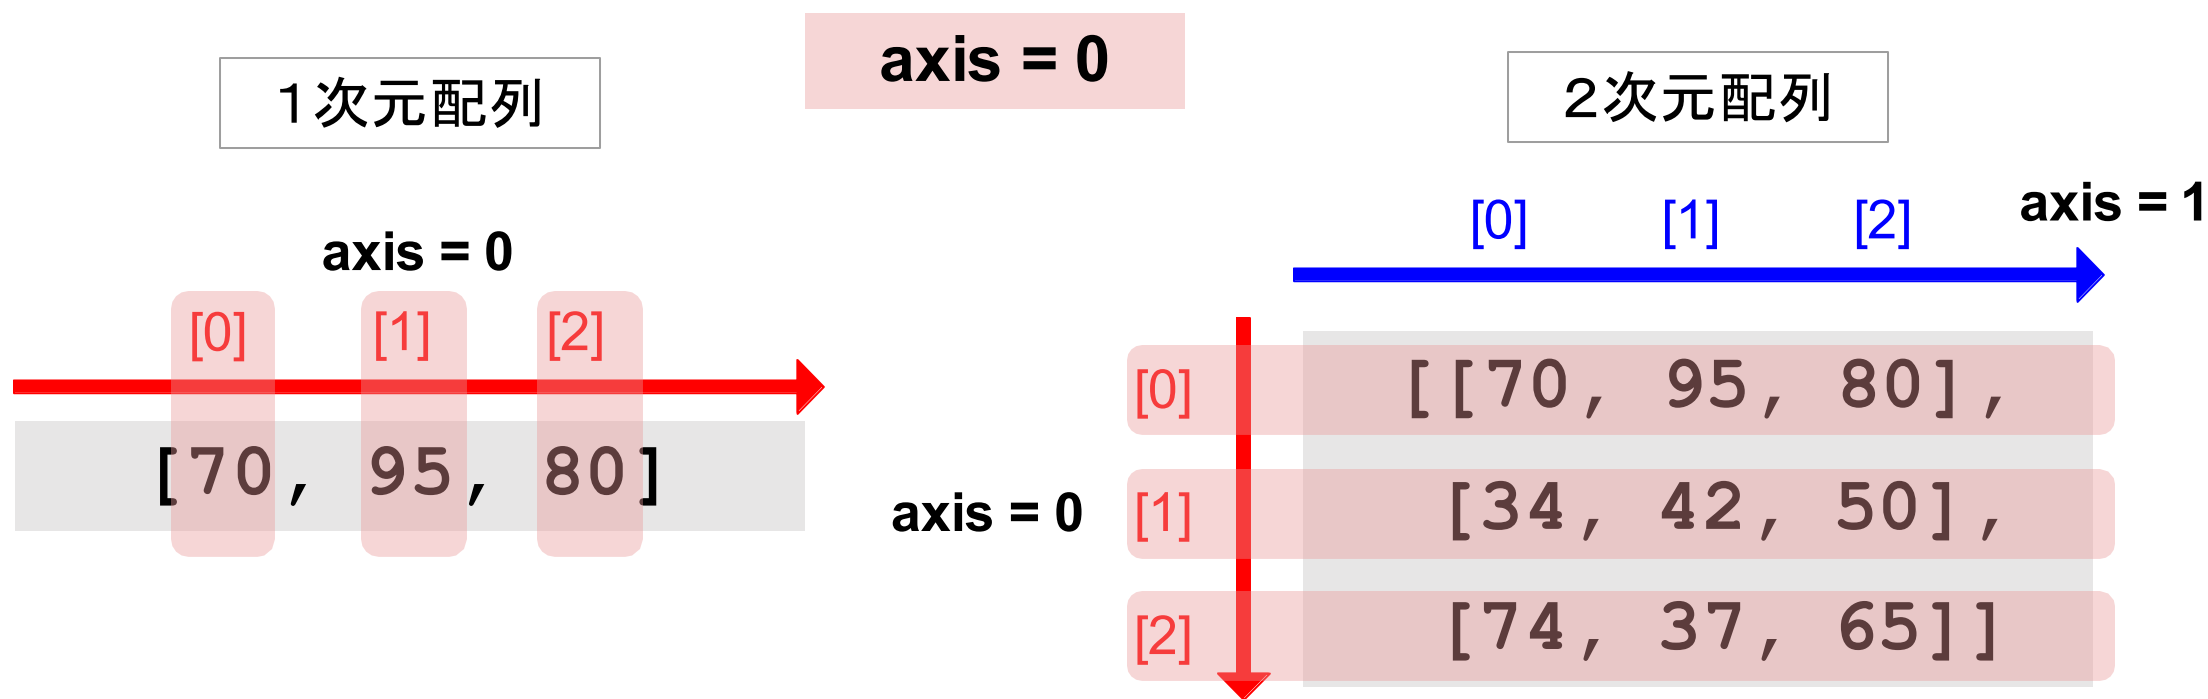 axis = 0
１次元配列
axis = 0
[0] [1] [2]
[70, 95, 80]
２次元配列
axis = 1
[0] [1] [2]
axis = 0
[0] [[70, 95, 80],
[1] [34, 42, 50],
[2] [74, 37, 65]]